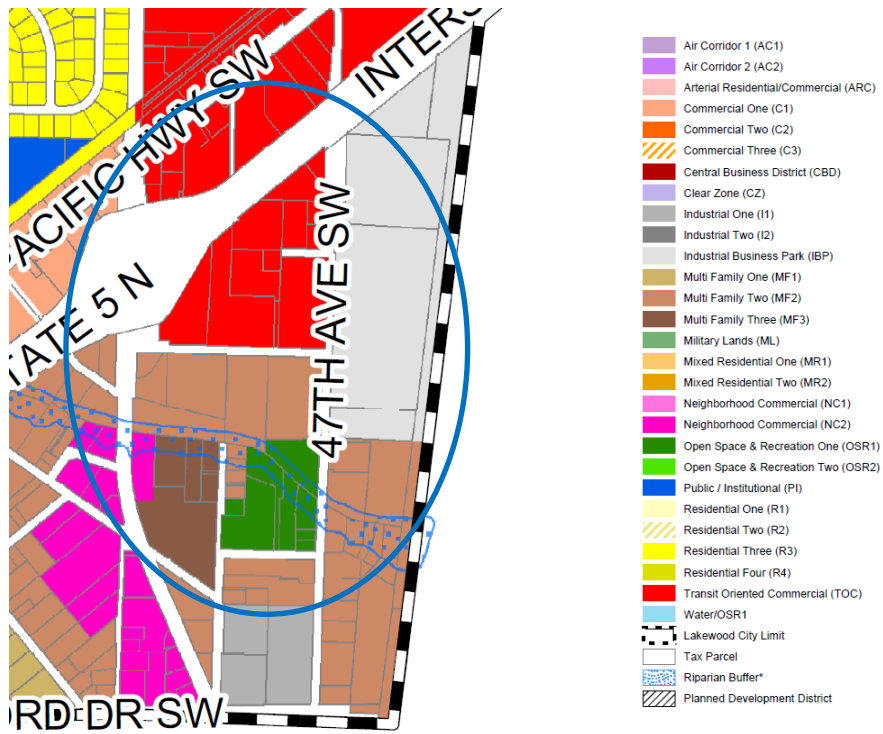 PACIFIC HWY SW
INTERS
TATE 5 N
47TH AVE SW
ORD DR SW
Air Corridor 1 (AC1)
Air Corridor 2 (AC2)
Arterial Residential/Commercial (ARC)
Commercial One (C1)
Commercial Two (C2)
Commercial Three (C3)
Central Business District (CBD)
Clear Zone (CZ)
Industrial One (I1)
Industrial Two (I2)
Industrial Business Park (IBP)
Multi Family One (MF1)
Multi Family Two (MF2)
Multi Family Three (MF3)
Military Lands (ML)
Mixed Residential One (MR1)
Mixed Residential Two (MR2)
Neighborhood Commercial (NC1)
Neighborhood Commercial (NC2)
Open Space & Recreation One (OSR1)
Open Space & Recreation Two (OSR2)
Public / Institutional (PI)
Residential One (R1)
Residential Two (R2)
Residential Three (R3)
Residential Four (R4)
Transit Oriented Commercial (TOC)
Water/OSR1
Lakewood City Limit
Tax Parcel
Riparian Buffer*
Planned Development District